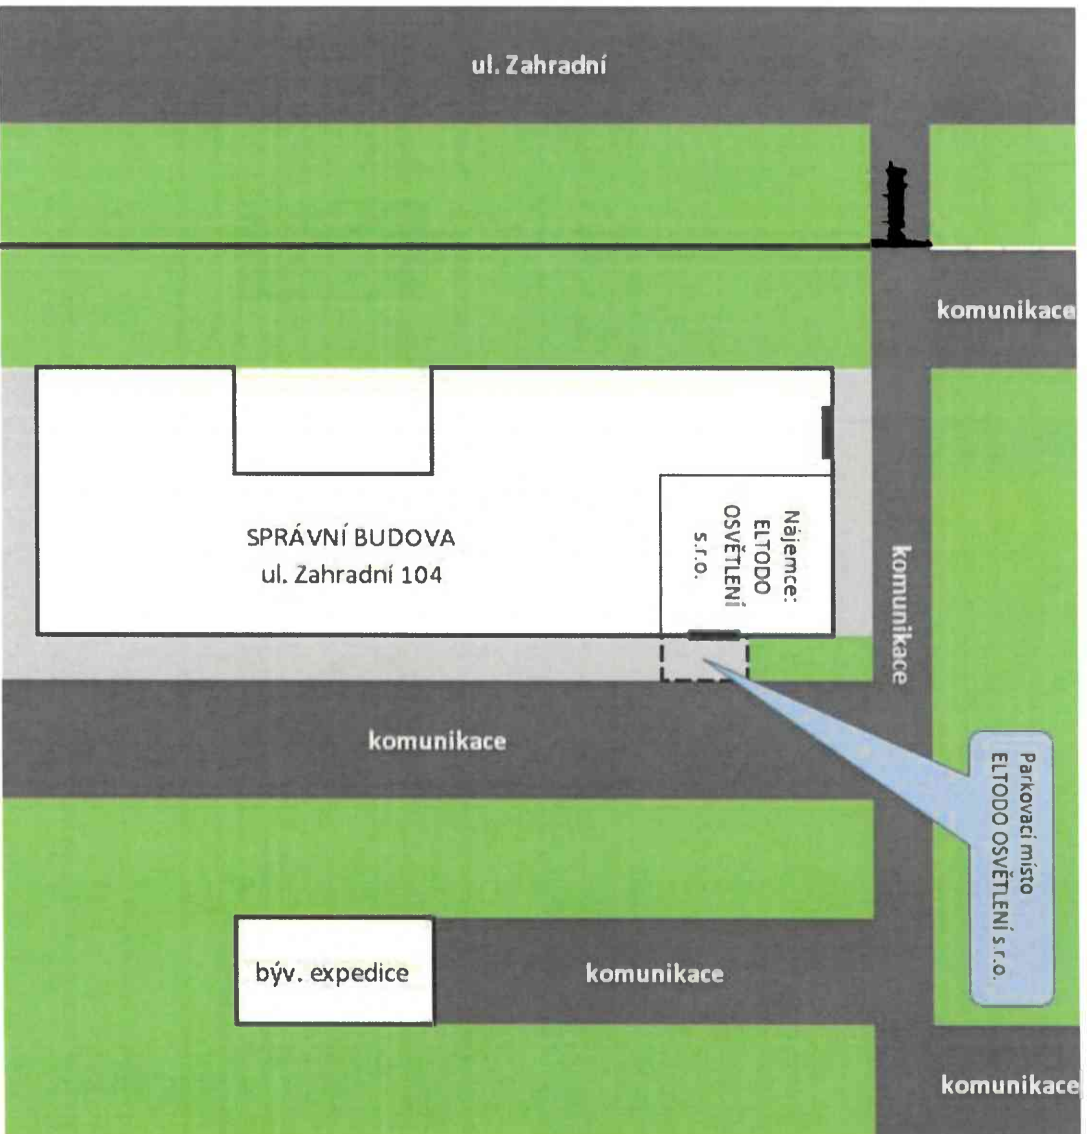 ul. Zahradní
komunikace
SPRÁVNÍ BUDOVA
ul. Zahradní 104
Nájemce:
ELTODO
OSVĚTLENÍ
s.r.o.
komunikace
komunikace
Parkovací místo
ELTODO OSVĚTLENÍ s.r.o.
býv. expedice
komunikace
komunikace